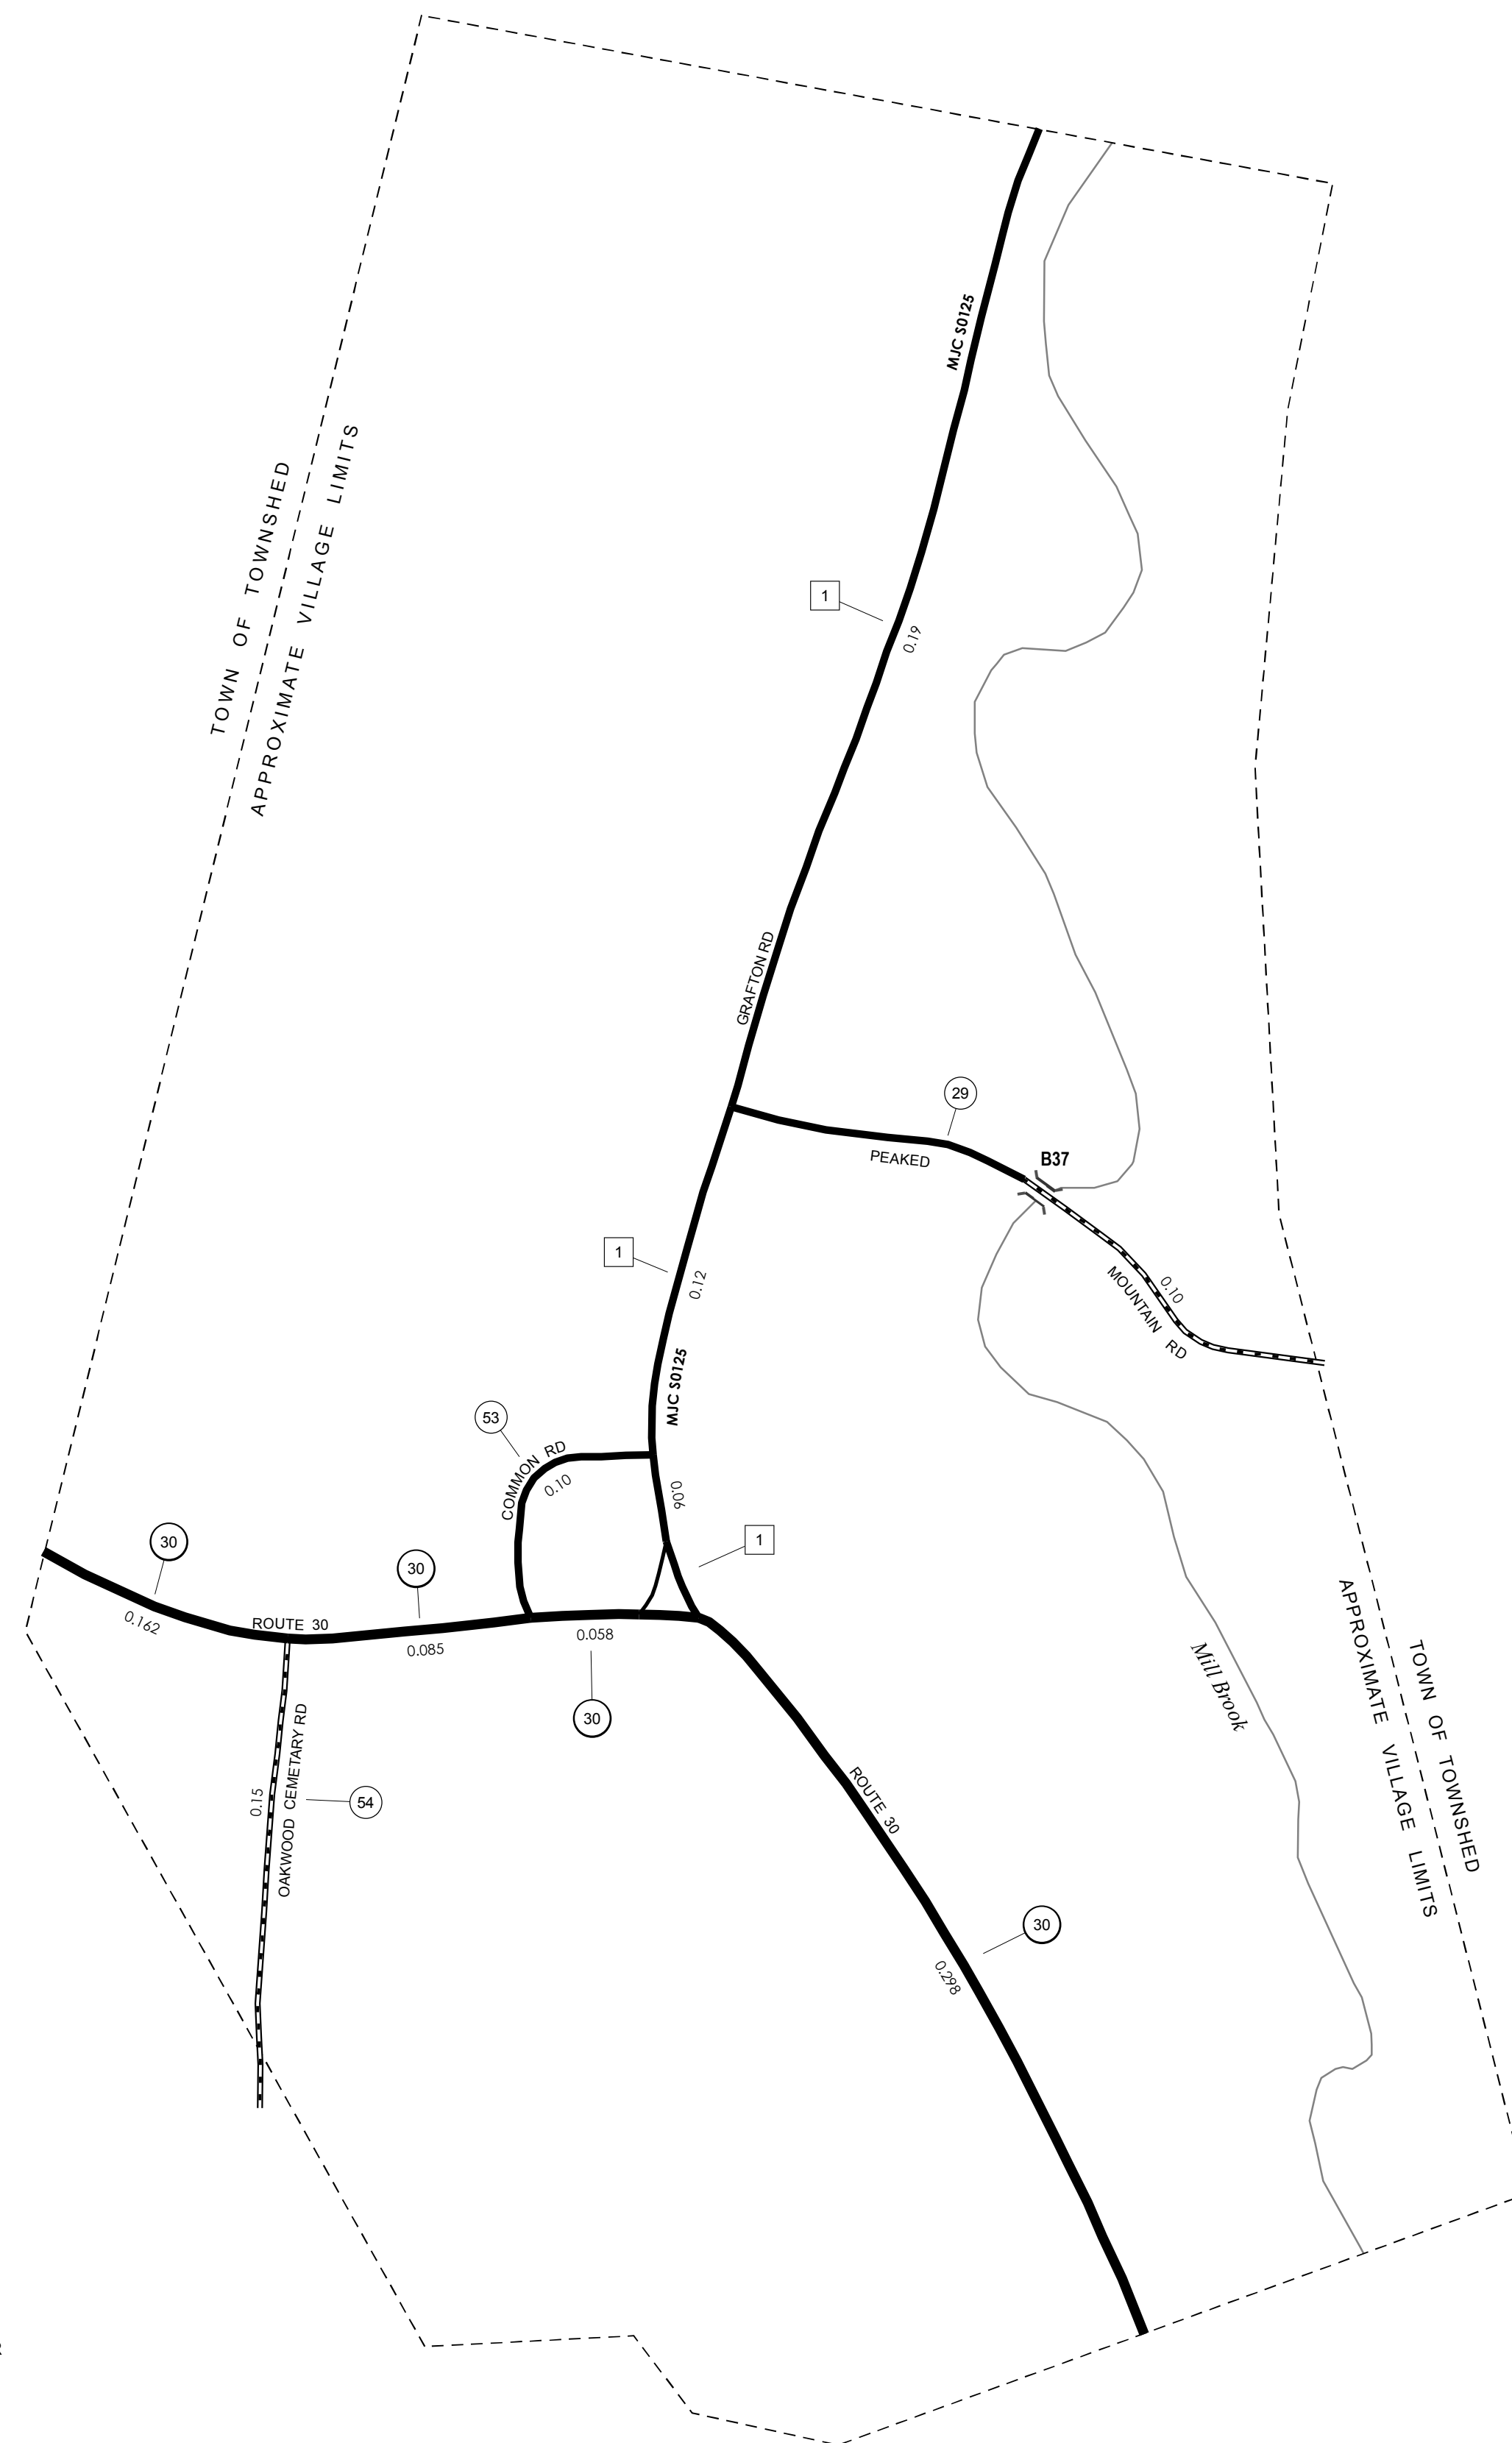 MJC S0125
TOWN OF TOWNSHED
APPROXIMATE VILLAGE LIMITS
1
0.19
GRAFTON RD
29
PEAKED
B37
1
0.12
MOUNTAIN RD
0.10
MJC S0125
53
COMMON RD
0.10
0.06
1
30
30
0.162
ROUTE 30
0.085
0.058
30
OAKWOOD CEMETARY RD
0.15
54
Mill Brook
TOWN OF TOWNSHED
APPROXIMATE VILLAGE LIMITS
ROUTE 30
30
0.298